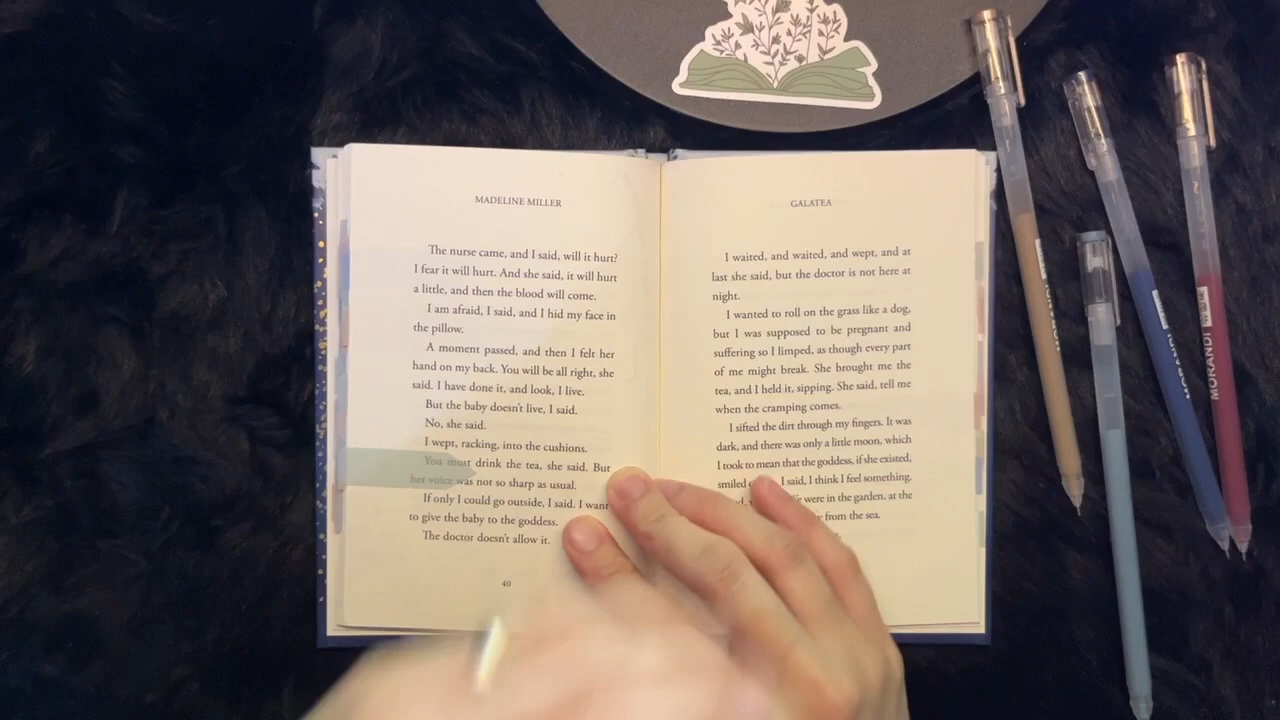 MADELINE MILLER
The nurse came, and I said, will it hurt?
I fear it will hurt. And she said, it will hurt
a little, and then the blood will come.
I am afraid, I said, and I hid my face in
the pillow.
A moment passed, and then I felt her
hand on my back. You will be all right, she
said. I have done it, and look, I live.
But the baby doesn't live, I said.
No, she said.
I wept, racking, into the cushions.
You must drink the tea, she said. But
her voice was not so sharp as usual.
If only I could go outside, I said. I want
to give the baby to the goddess.
The doctor doesn't allow it.
40
GALATEA
I waited, and waited, and wept, and at
last she said, but the doctor is not here at
night.
I wanted to roll on the grass like a dog,
but I was supposed to be pregnant and
suffering so I limped, as though every part
of me might break. She brought me the
tea, and I held it, sipping. She said, tell me
when the cramping comes.
I sifted the dirt through my fingers. It was
dark, and there was only a little moon, which
I took to mean that the goddess, if she existed,
smiled I said, I think I feel something.
were in the garden, at the
from the sea.
MORANDI
MORANDI
MORANDI